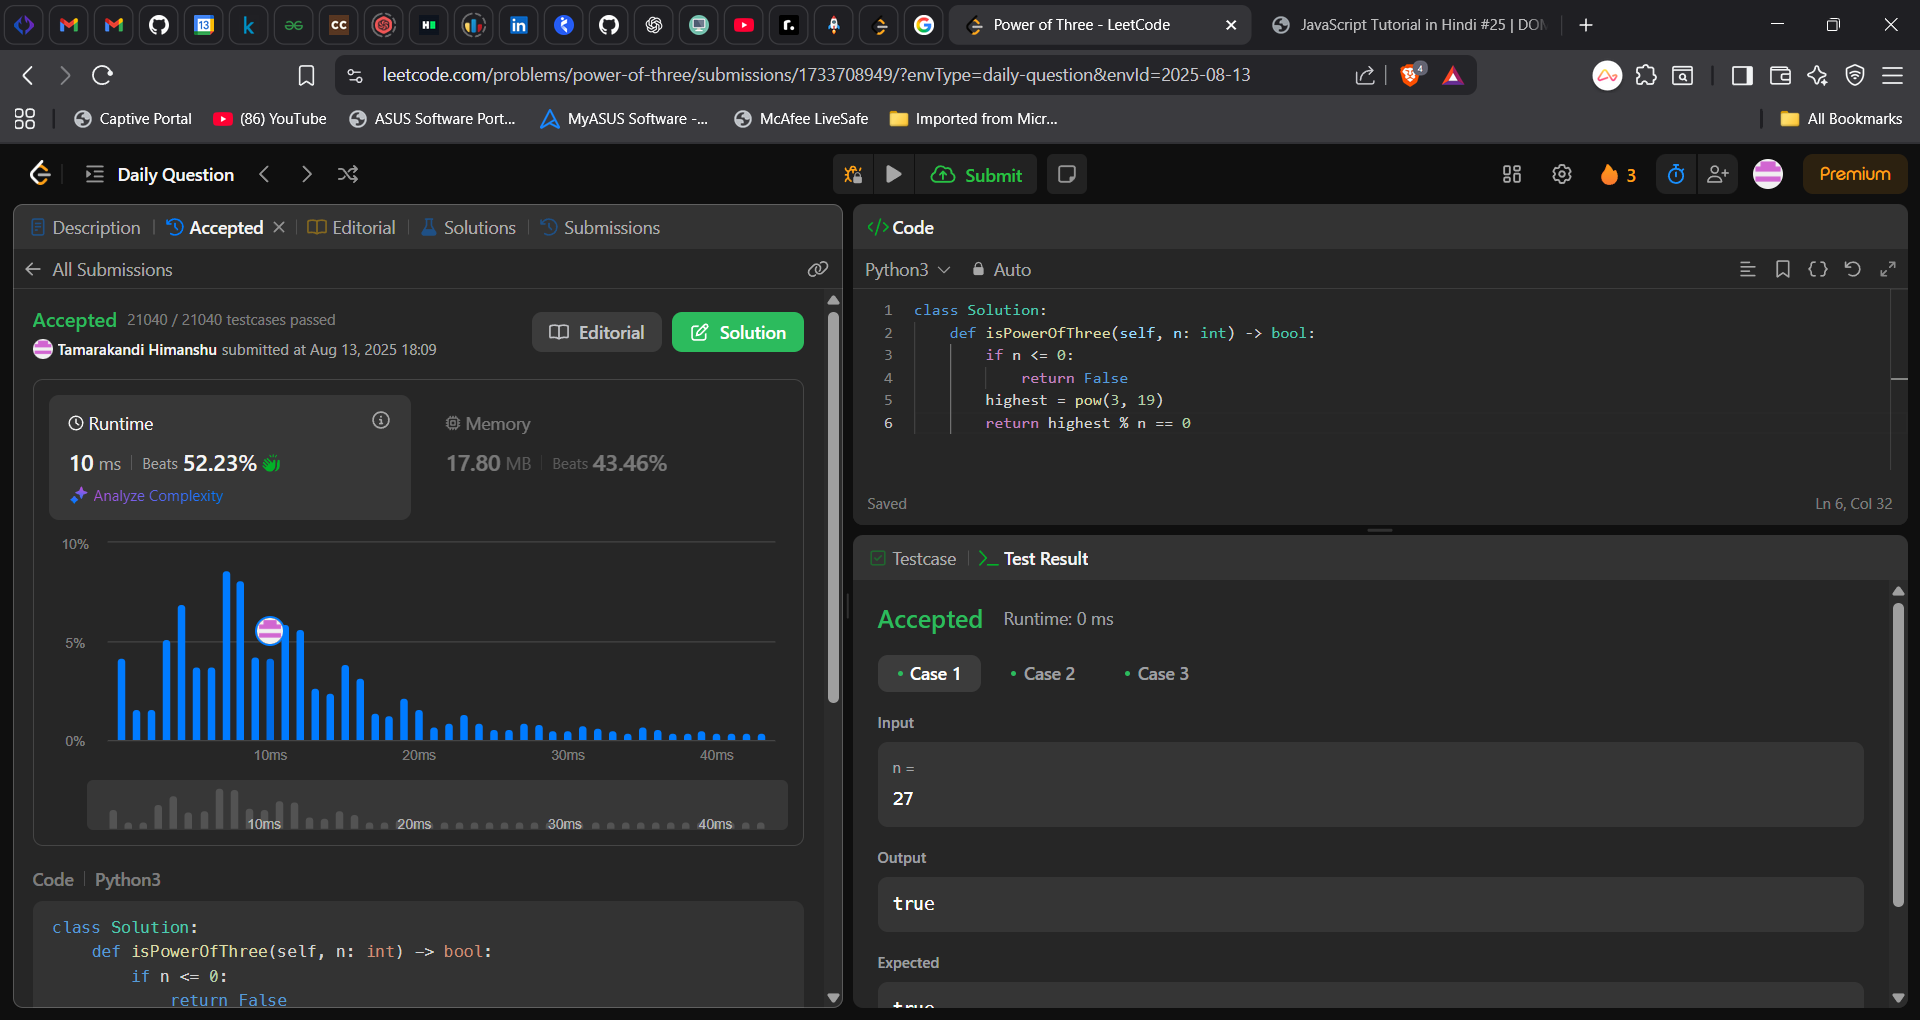 CC
13
k
in
r.
Power of Three - LeetCode
JavaScript Tutorial in Hindi #25 | DOM
leetcode.com/problems/power-of-three/submissions/1733708949/?envType=daily-question&envId=2025-08-13
4
Captive Portal
(86) YouTube
ASUS Software Port...
MyASUS Software -...
McAfee LiveSafe
Imported from Micr...
All Bookmarks
Daily Question
Submit
3
Premium
Description
Accepted
Editorial
Solutions
Submissions
All Submissions
Accepted 21040 / 21040 testcases passed
Tamarakandi Himanshu submitted at Aug 13, 2025 18:09
Editorial
Solution
Runtime
10 ms | Beats 52.23%
Analyze Complexity
Memory
17.80 MB | Beats 43.46%
10%
5%
0%
10ms 20ms 30ms 40ms
10ms 20ms 30ms 40ms
Code | Python3
class Solution:
    def isPowerOfThree(self, n: int) -> bool:
        if n <= 0:
            return False
</> Code
Python3
Auto
1 class Solution:
2     def isPowerOfThree(self, n: int) -> bool:
3         if n <= 0:
4             return False
5         highest = pow(3, 19)
6         return highest % n == 0
Saved
Ln 6, Col 32
Testcase
>_ Test Result
Accepted Runtime: 0 ms
• Case 1 • Case 2 • Case 3
Input
n =
27
Output
true
Expected
true